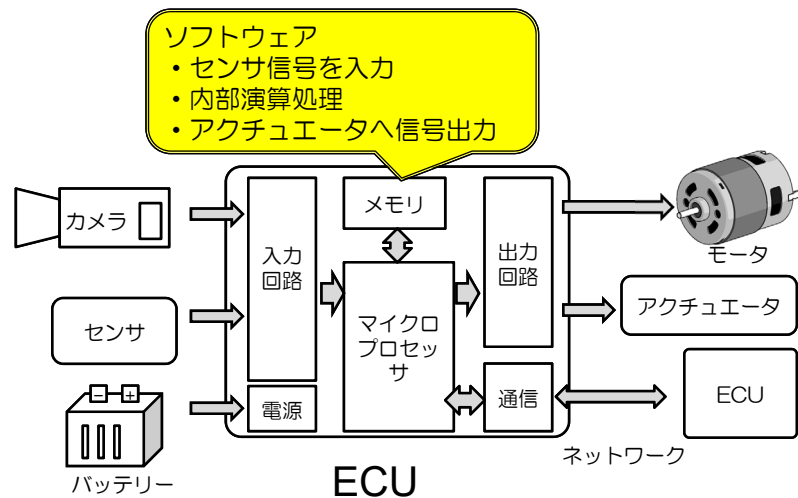 ソフトウェア
・センサ信号を入力
・内部演算処理
・アクチュエータへ信号出力
カメラ
センサ
− +
バッテリー
入力
回路
電源
メモリ
マイクロ
プロセッ
サ
出力
回路
通信
ECU
モータ
アクチュエータ
ECU
ネットワーク